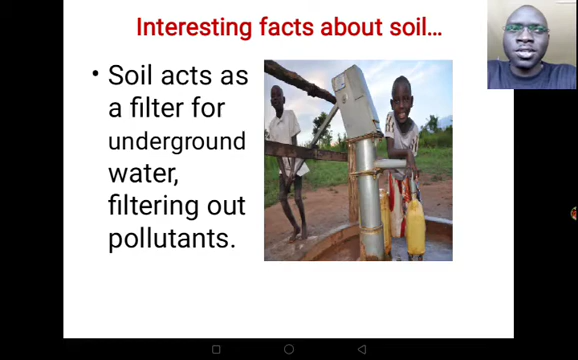 Interesting facts about soil…
• Soil acts as
a filter for
underground
water,
filtering out
pollutants.